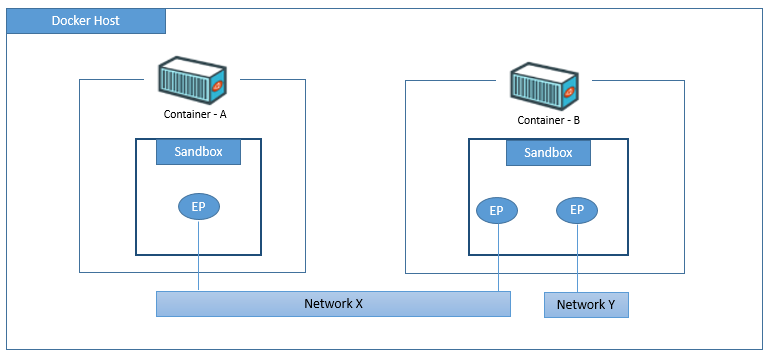 Docker Host
Container - A
Container - B
Sandbox
Sandbox
EP
EP
EP
Network X
Network Y